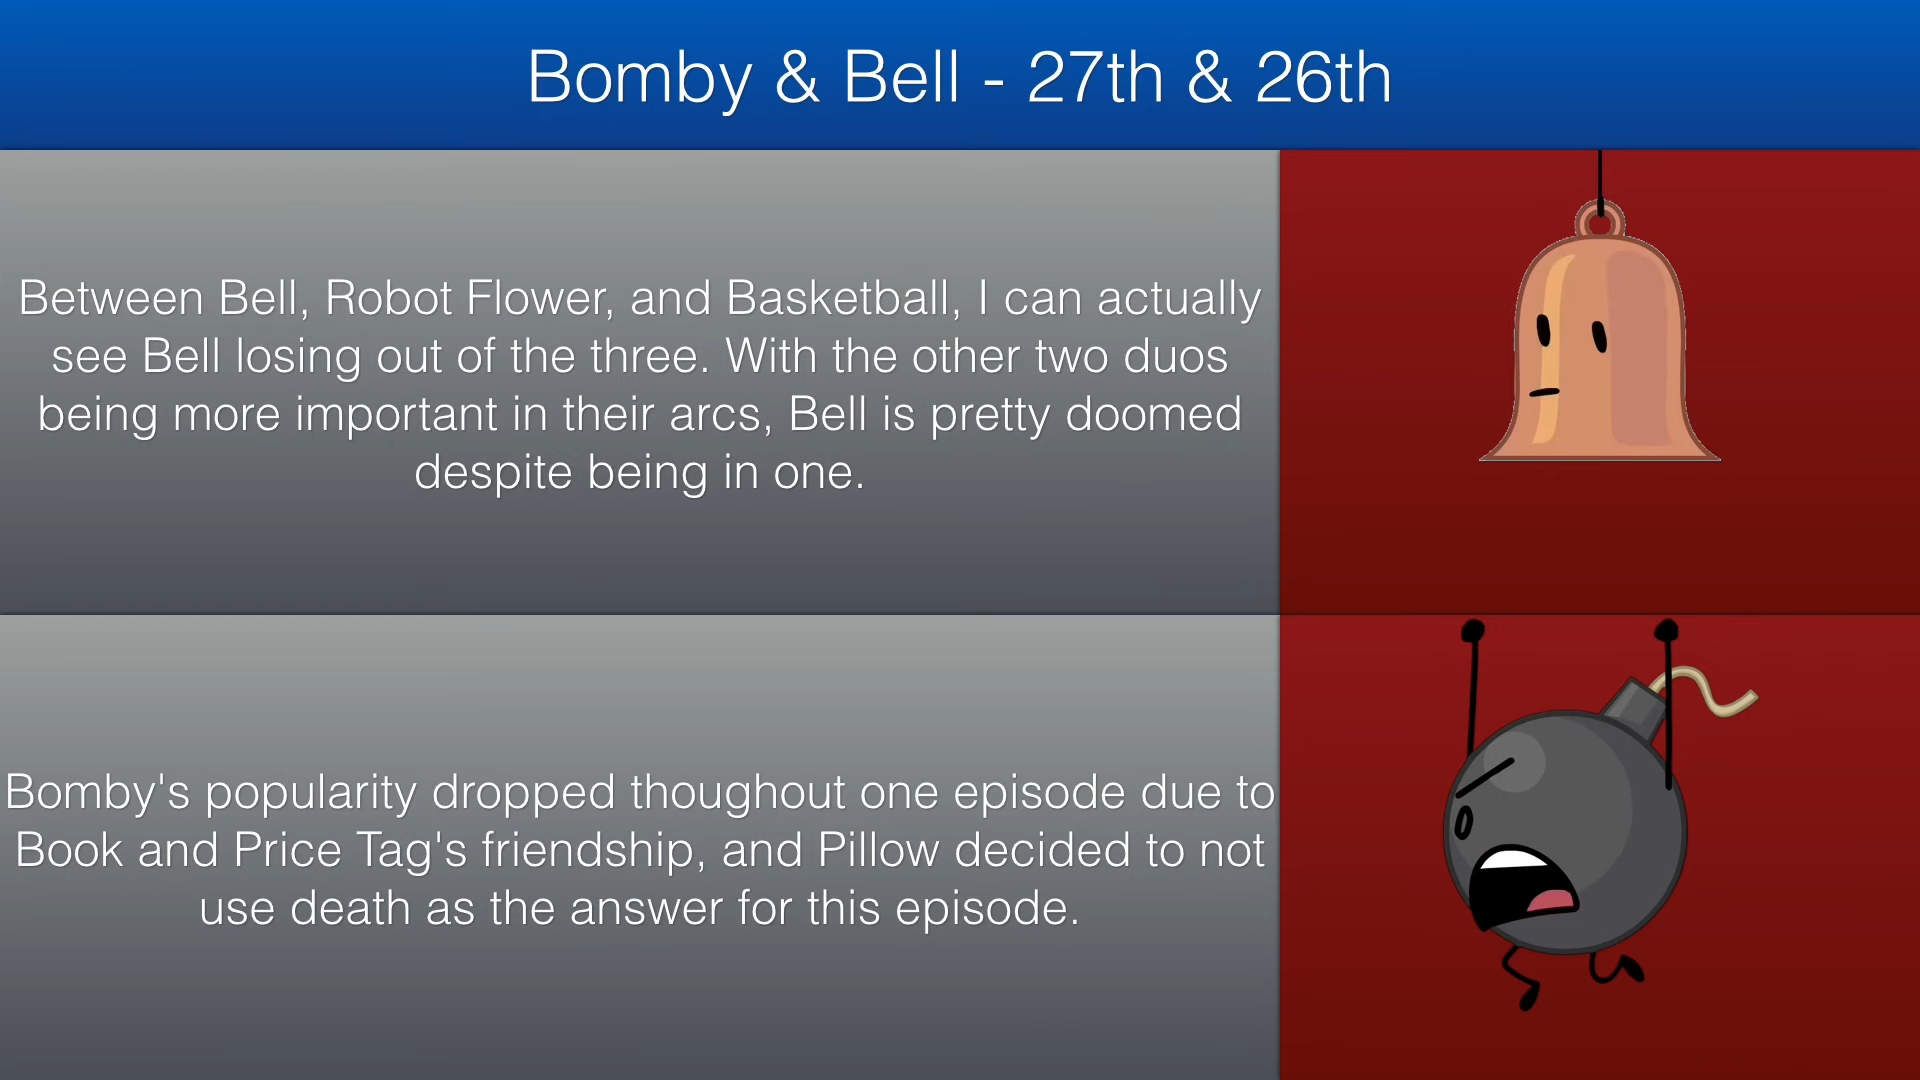 Bomby & Bell - 27th & 26th
Between Bell, Robot Flower, and Basketball, I can actually
see Bell losing out of the three. With the other two duos
being more important in their arcs, Bell is pretty doomed
despite being in one.
Bomby's popularity dropped thoughout one episode due to
Book and Price Tag's friendship, and Pillow decided to not
use death as the answer for this episode.